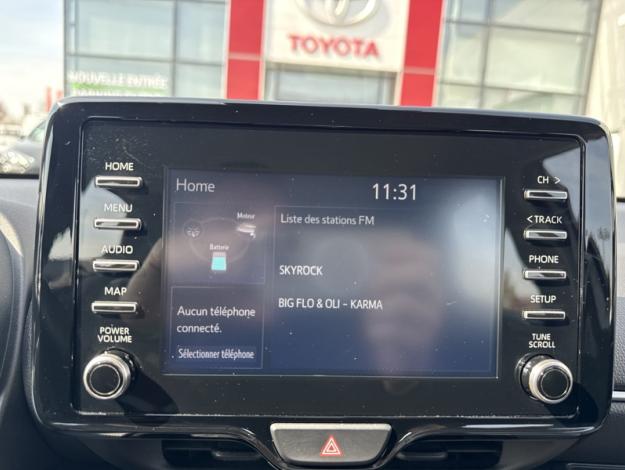 TOYOTA
NOUVELLE ENTRÉE
HOME
MENU
AUDIO
MAP
POWER
VOLUME
Home
11:31
Moteur
Batterie
Liste des stations FM
SKYROCK
BIG FLO & OLI - KARMA
Aucun téléphone
connecté.
Sélectionner téléphone
CH >
< TRACK
PHONE
SETUP
TUNE
SCROLL